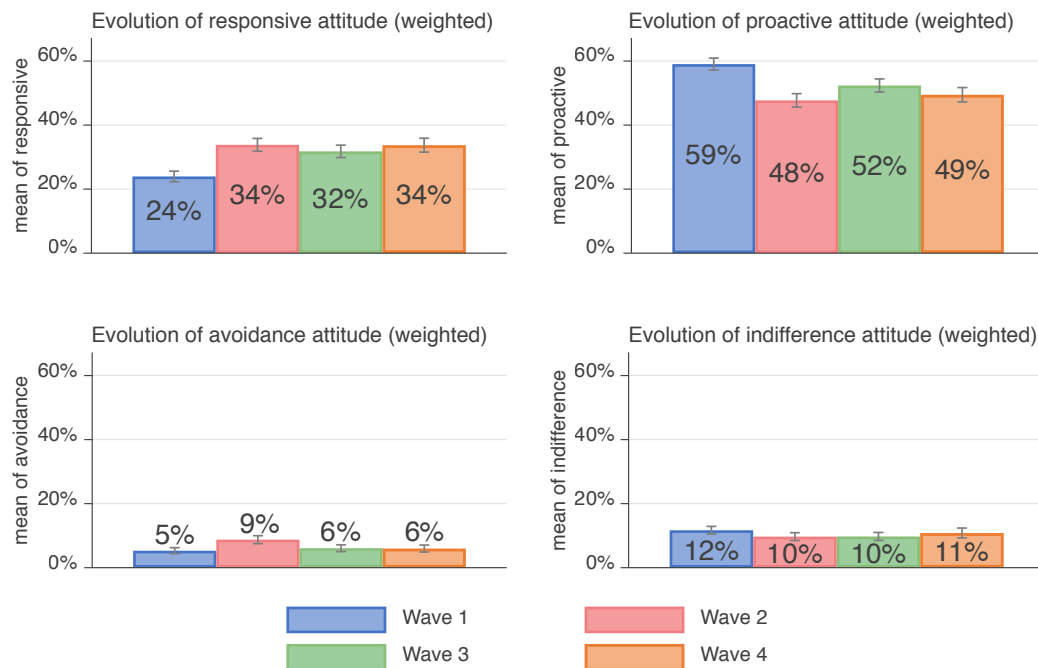 Evolution of responsive attitude (weighted)
mean of responsive
60%
40%
20%
0%
24%
34%
32%
34%
Evolution of proactive attitude (weighted)
mean of proactive
60%
40%
20%
0%
59%
48%
52%
49%
Evolution of avoidance attitude (weighted)
mean of avoidance
60%
40%
20%
0%
5%
9%
6%
6%
Evolution of indifference attitude (weighted)
mean of indifference
60%
40%
20%
0%
12%
10%
10%
11%
Wave 1
Wave 2
Wave 3
Wave 4